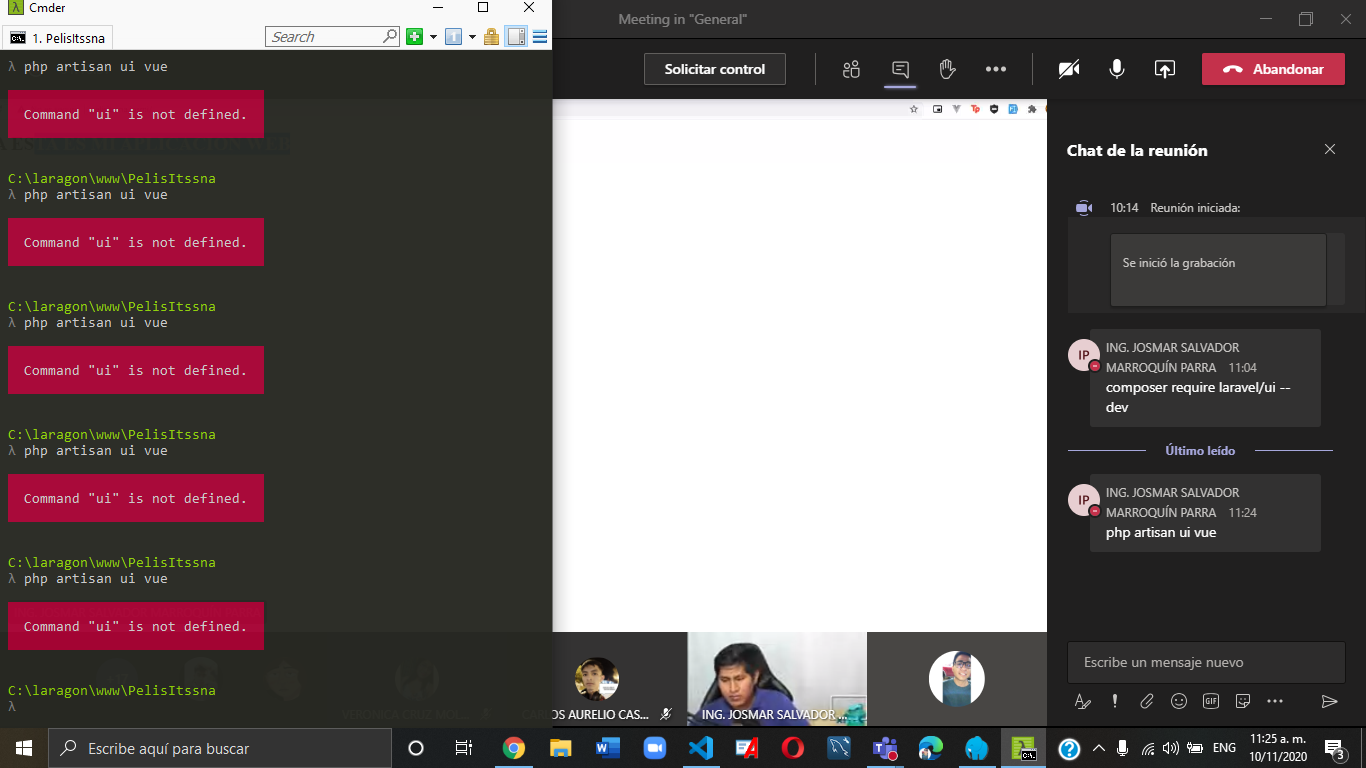 Cmder
1. PelisItssna
Search
λ php artisan ui vue
Command "ui" is not defined.
C:\laragon\www\PelisItssna
λ php artisan ui vue
Command "ui" is not defined.
C:\laragon\www\PelisItssna
λ php artisan ui vue
Command "ui" is not defined.
C:\laragon\www\PelisItssna
λ php artisan ui vue
Command "ui" is not defined.
C:\laragon\www\PelisItssna
λ php artisan ui vue
Command "ui" is not defined.
C:\laragon\www\PelisItssna
λ
Meeting in "General"
Solicitar control
Abandonar
CARLOS AURELIO CAS...
ING. JOSMAR SALVADOR ...
Chat de la reunión
10:14 Reunión iniciada:
Se inició la grabación
IP
ING. JOSMAR SALVADOR
MARROQUÍN PARRA 11:04
composer require laravel/ui --
dev
Último leído
IP
ING. JOSMAR SALVADOR
MARROQUÍN PARRA 11:24
php artisan ui vue
Escribe un mensaje nuevo
GIF
Escribe aquí para buscar
ENG
11:25 a. m.
10/11/2020
3